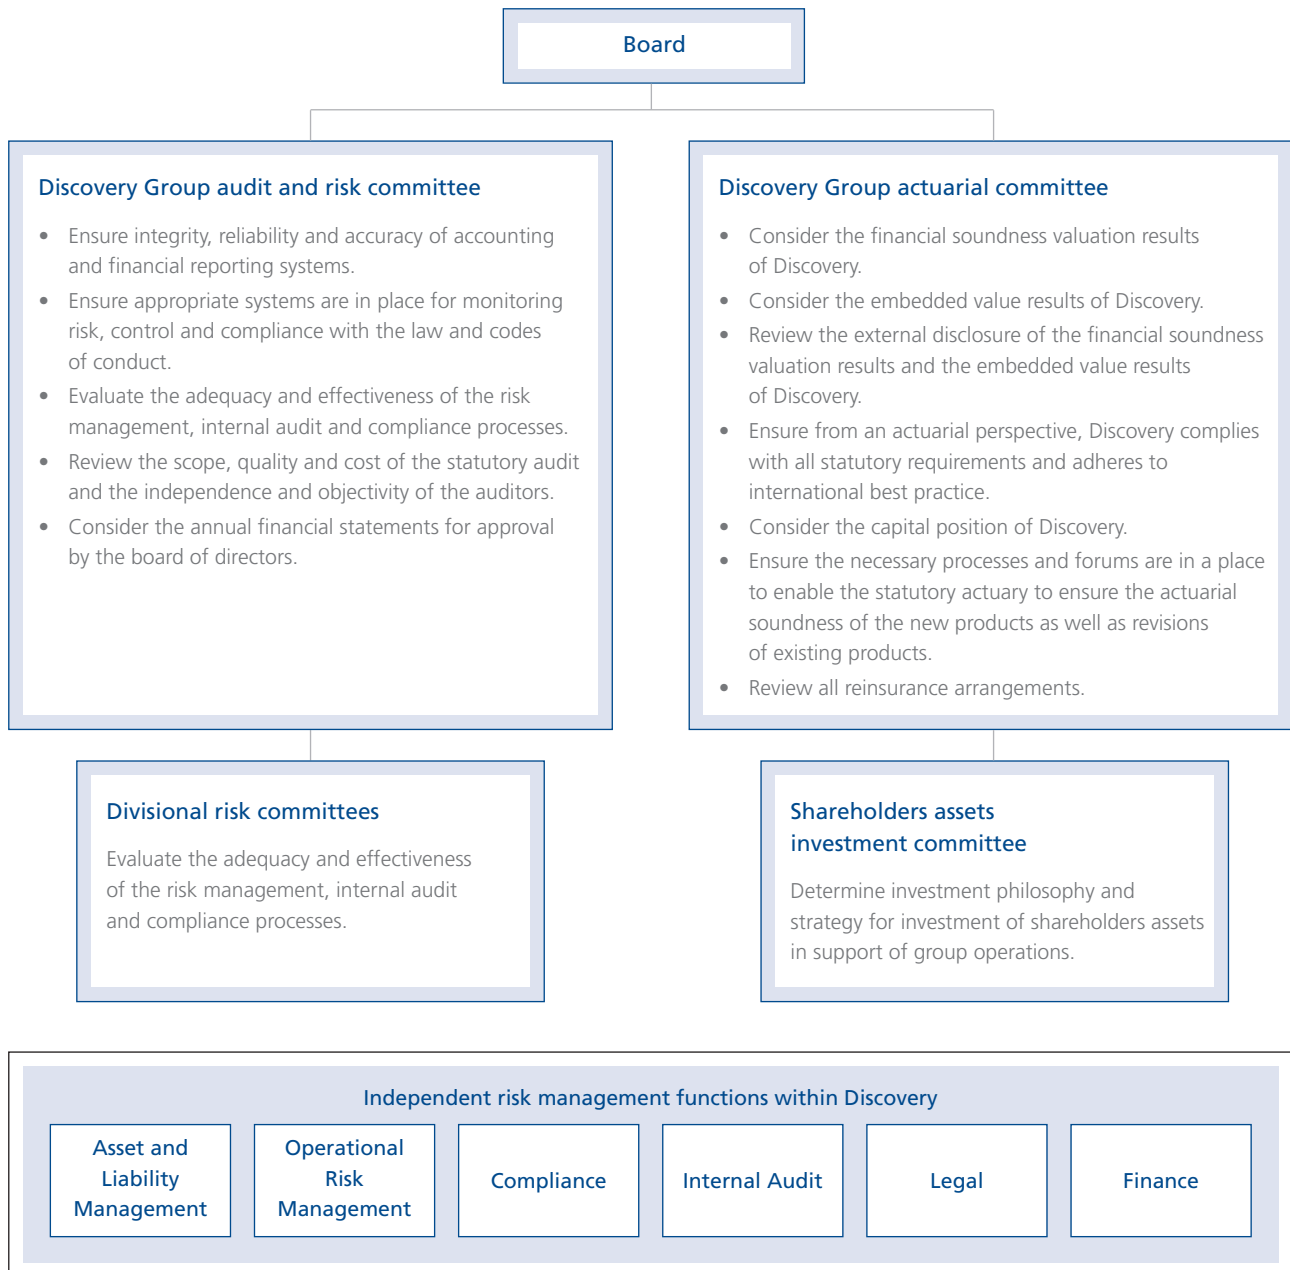 Board
Discovery Group audit and risk committee
• Ensure integrity, reliability and accuracy of accounting
and financial reporting systems.
• Ensure appropriate systems are in place for monitoring
risk, control and compliance with the law and codes
of conduct.
• Evaluate the adequacy and effectiveness of the risk
management, internal audit and compliance processes.
• Review the scope, quality and cost of the statutory audit
and the independence and objectivity of the auditors.
• Consider the annual financial statements for approval
by the board of directors.
Discovery Group actuarial committee
• Consider the financial soundness valuation results
of Discovery.
• Consider the embedded value results of Discovery.
• Review the external disclosure of the financial soundness
valuation results and the embedded value results
of Discovery.
• Ensure from an actuarial perspective, Discovery complies
with all statutory requirements and adheres to
international best practice.
• Consider the capital position of Discovery.
• Ensure the necessary processes and forums are in a place
to enable the statutory actuary to ensure the actuarial
soundness of the new products as well as revisions
of existing products.
• Review all reinsurance arrangements.
Divisional risk committees
Evaluate the adequacy and effectiveness
of the risk management, internal audit
and compliance processes.
Shareholders assets
investment committee
Determine investment philosophy and
strategy for investment of shareholders assets
in support of group operations.
Independent risk management functions within Discovery
Asset and
Liability
Management
Operational
Risk
Management
Compliance
Internal Audit
Legal
Finance